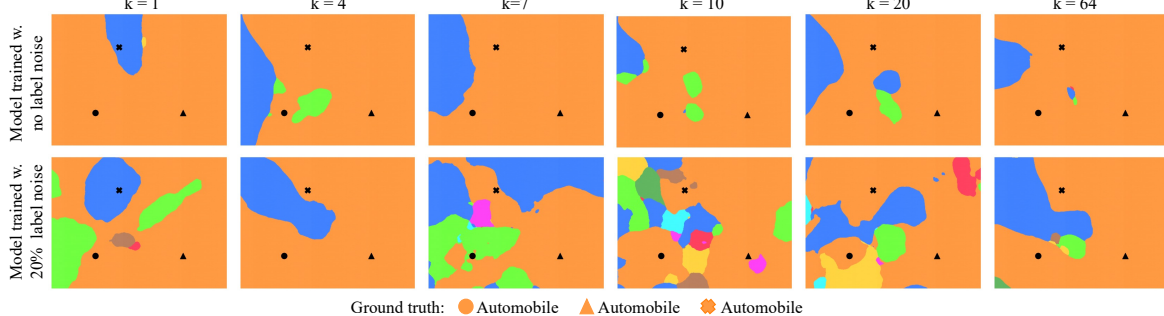 k = 1 k = 4 k=7 k = 10 k = 20 k = 64
Model trained w.
no label noise
Model trained w.
20% label noise
Ground truth: Automobile Automobile Automobile